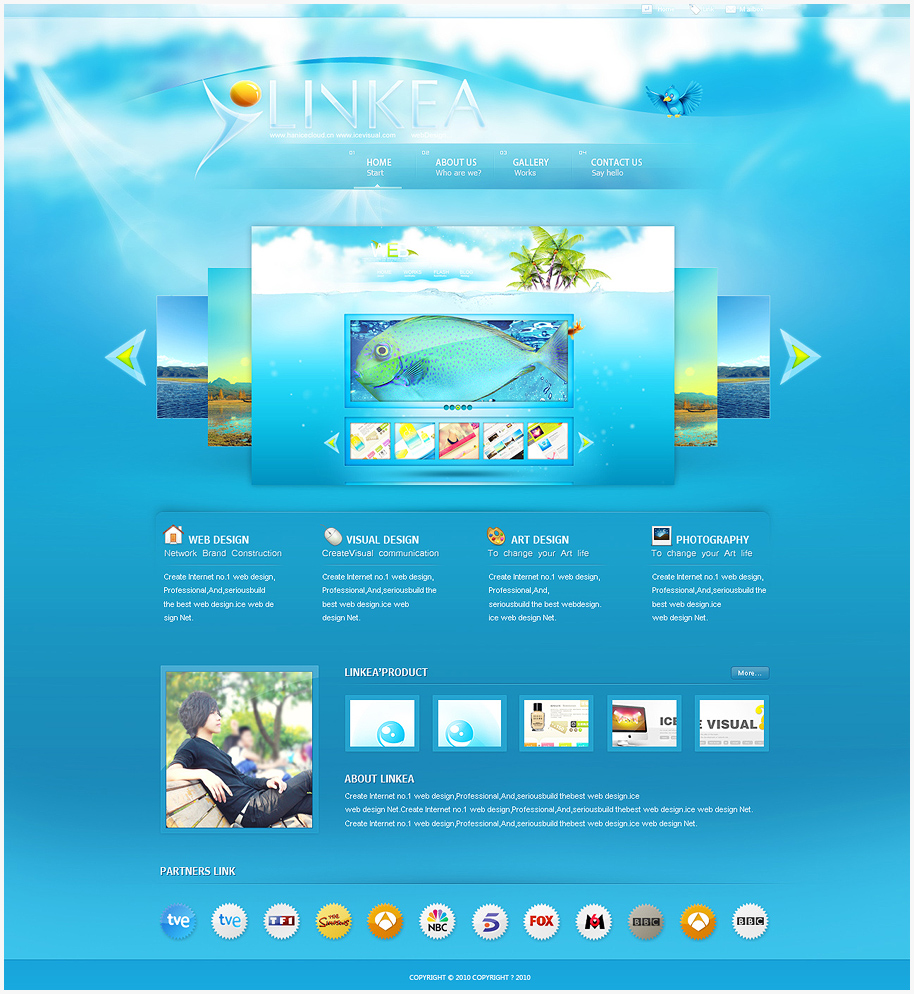 LINKEA
www.fiankedoud.cn www.icevisual.com
01
HOME
Start
02
ABOUT US
Who are we?
03
GALLERY
Works
04
CONTACT US
Say hello
WEB
WORKS
FLASH
BLOG
WEB DESIGN
Network Brand Construction
Create Internet no.1 web design,
Professional,And,seriousbuild
the best web design.ice web de
sign Net.
VISUAL DESIGN
CreateVisual communication
Create Internet no.1 web design,
Professional,And,seriousbuild the
best web design.ice web
design Net.
ART DESIGN
To change your Art life
Create Internet no.1 web design,
Professional,And,
seriousbuild the best webdesign.
ice web design Net.
PHOTOGRAPHY
To change your Art life
Create Internet no.1 web design,
Professional,And,seriousbuild the
best web design.ice
web design Net.
LINKEA'PRODUCT
More...
ICE
E VISUAL
ABOUT LINKEA
Create Internet no.1 web design,Professional,And,seriousbuild thebest web design.ice
web design Net.Create Internet no.1 web design,Professional,And,seriousbuild thebest web design.ice web design Net.
Create Internet no.1 web design,Professional,And,seriousbuild thebest web design.ice web design Net.
PARTNERS LINK
tve
tve
TF1
THE SIMPSONS
NBC
5
FOX
M6
BBC
BBC
COPYRIGHT © 2010 COPYRIGHT ? 2010